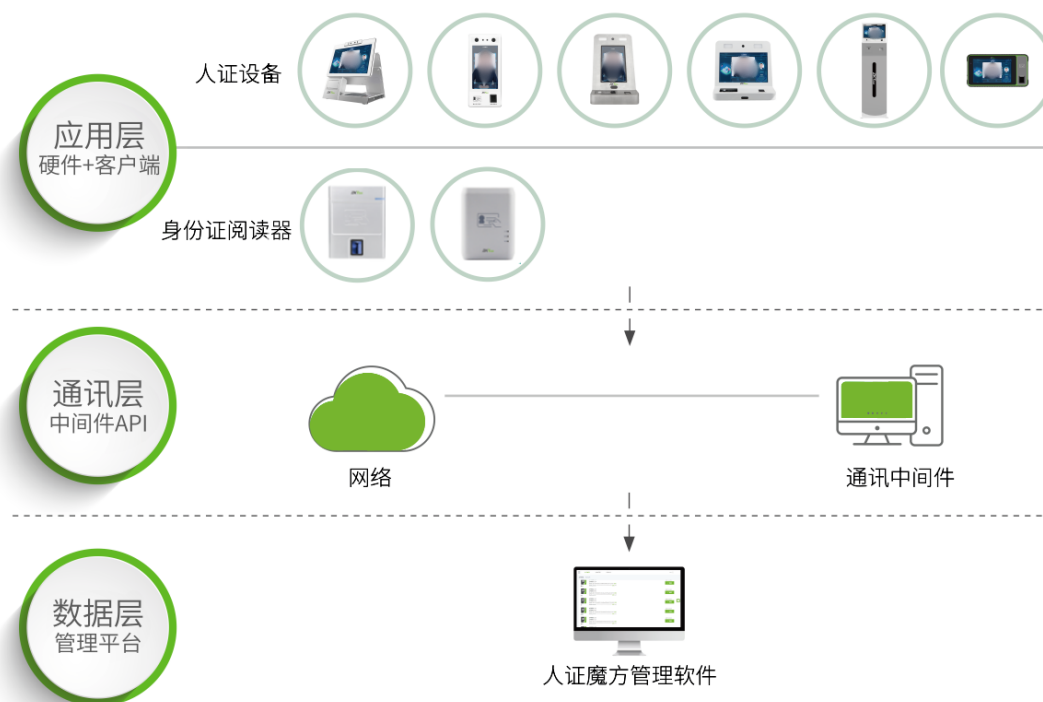 人证设备
应用层
硬件+客户端
身份证阅读器
通讯层
中间件API
网络
通讯中间件
数据层
管理平台
人证魔方管理软件